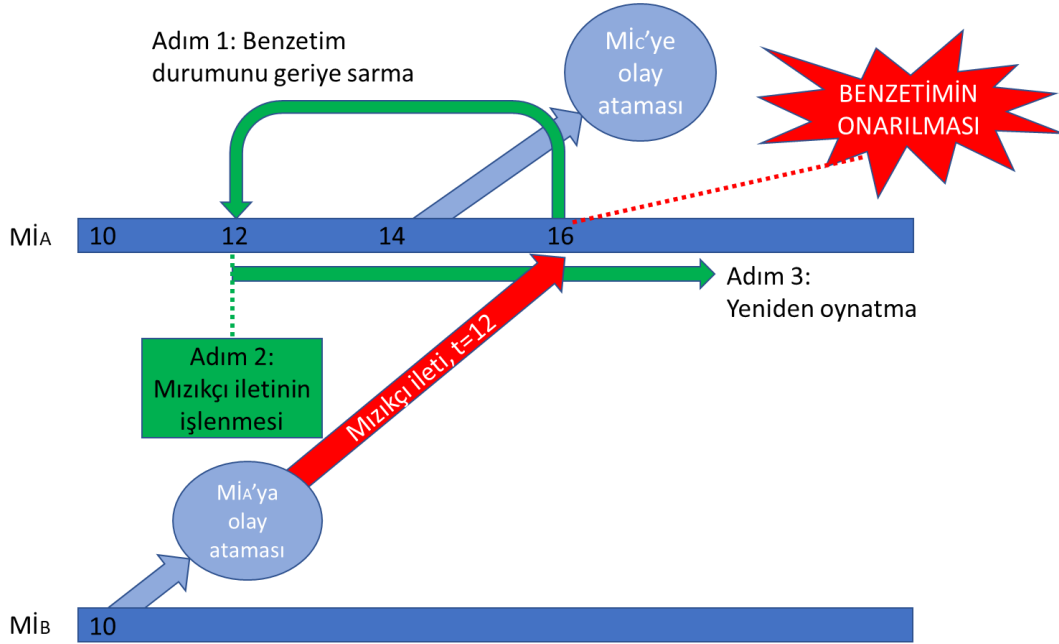 Adım 1: Benzetim
durumunu geriye sarma
Mİc’ye
olay
ataması
BENZETİMİN
ONARILMASI
MİA
10
12
14
16
Adım 3:
Yeniden oynatma
Adım 2:
Mızıkçı iletinin
işlenmesi
Mızıkçı ileti, t=12
MİA’ya
olay
ataması
MİB
10